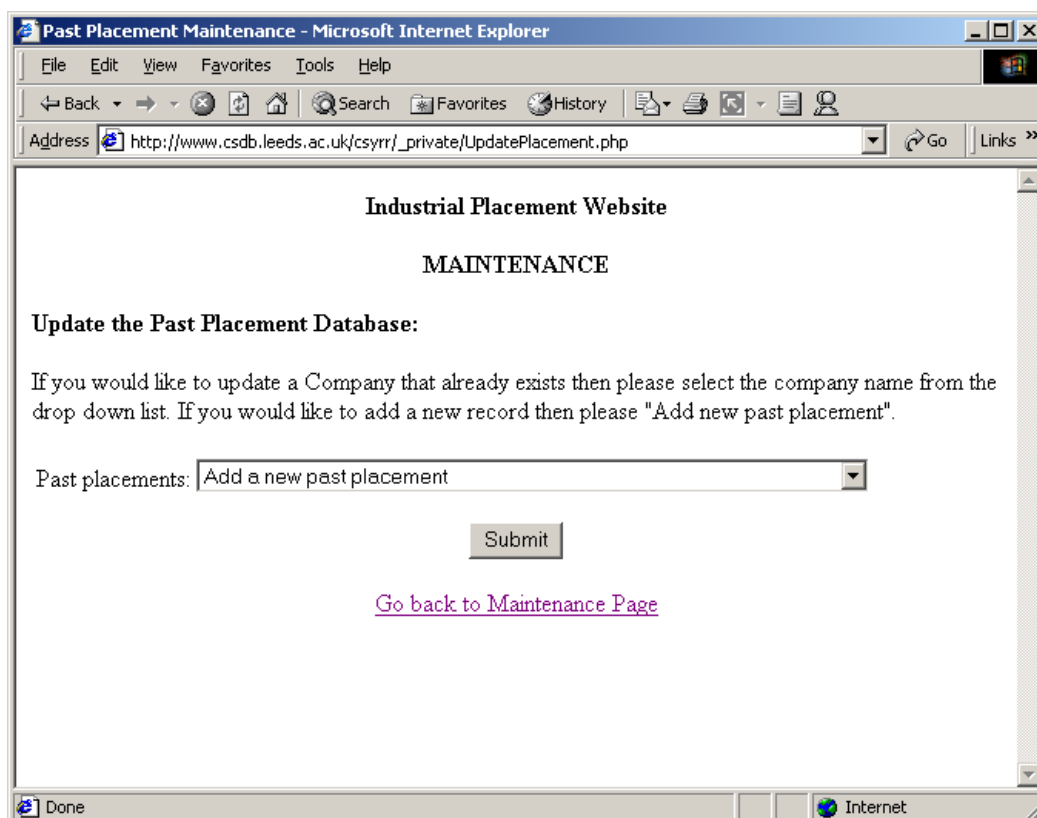 Past Placement Maintenance - Microsoft Internet Explorer
File Edit View Favorites Tools Help
Back Search Favorites History
Address http://www.csdb.leeds.ac.uk/csyrr/_private/UpdatePlacement.php Go Links »
Industrial Placement Website
MAINTENANCE
Update the Past Placement Database:
If you would like to update a Company that already exists then please select the company name from the
drop down list. If you would like to add a new record then please "Add new past placement".
Past placements: Add a new past placement
Submit
Go back to Maintenance Page
Done Internet